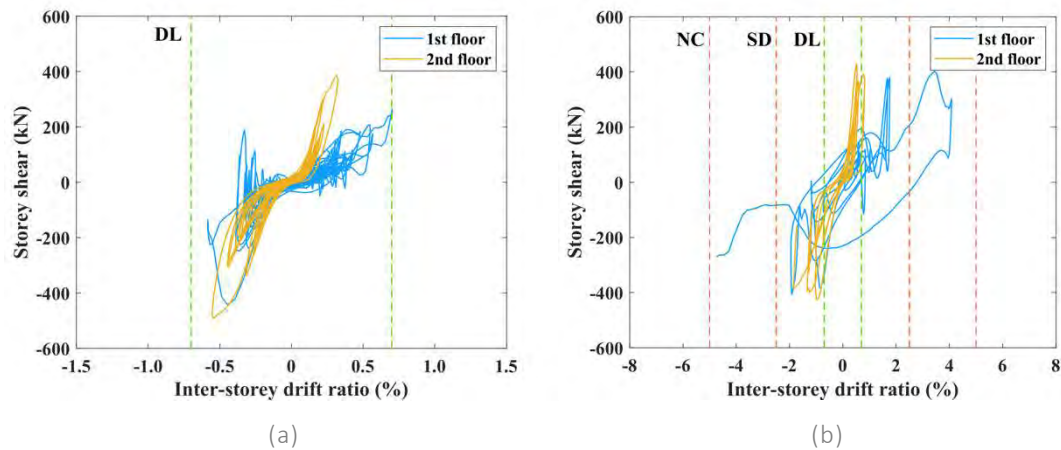 600
400
200
0
-200
-400
-600
Storey shear (kN)
DL
1st floor
2nd floor
-1.5
-1.0
-0.5
0
0.5
1.0
1.5
Inter-storey drift ratio (%)
(a)
600
400
200
0
-200
-400
-600
Storey shear (kN)
NC
SD
DL
1st floor
2nd floor
-8
-6
-4
-2
0
2
4
6
8
Inter-storey drift ratio (%)
(b)